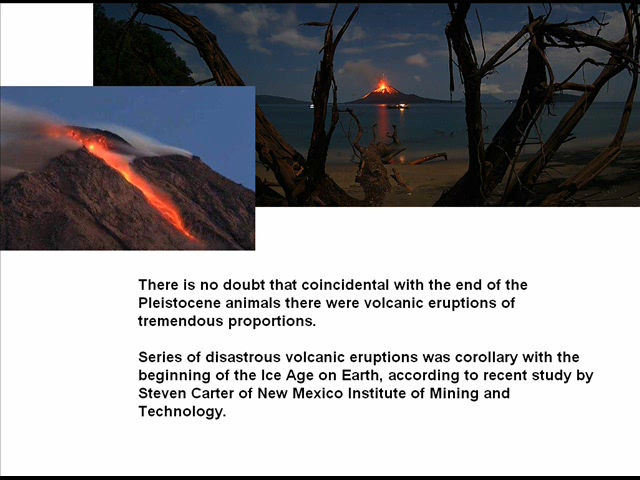 There is no doubt that coincidental with the end of the
Pleistocene animals there were volcanic eruptions of
tremendous proportions.
Series of disastrous volcanic eruptions was corollary with the
beginning of the Ice Age on Earth, according to recent study by
Steven Carter of New Mexico Institute of Mining and
Technology.